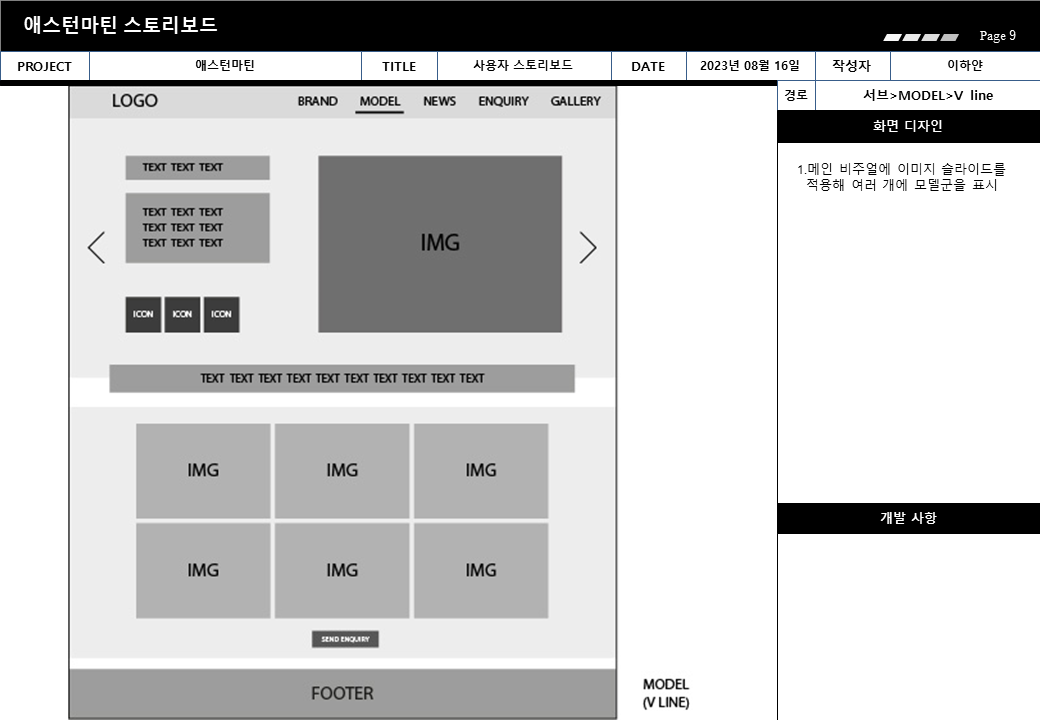 애스턴마틴 스토리보드
Page 9
PROJECT 애스턴마틴 TITLE 사용자 스토리보드 DATE 2023년 08월 16일 작성자 이하얀
경로 서브>MODEL>V line
LOGO BRAND MODEL NEWS ENQUIRY GALLERY
TEXT TEXT TEXT
TEXT TEXT TEXT
TEXT TEXT TEXT
TEXT TEXT TEXT
IMG
ICON ICON ICON
TEXT TEXT TEXT TEXT TEXT TEXT TEXT TEXT TEXT TEXT
IMG IMG IMG
IMG IMG IMG
SEND ENQUIRY
FOOTER
MODEL
(V LINE)
화면 디자인
1.메인 비주얼에 이미지 슬라이드를
적용해 여러 개에 모델군을 표시
개발 사항